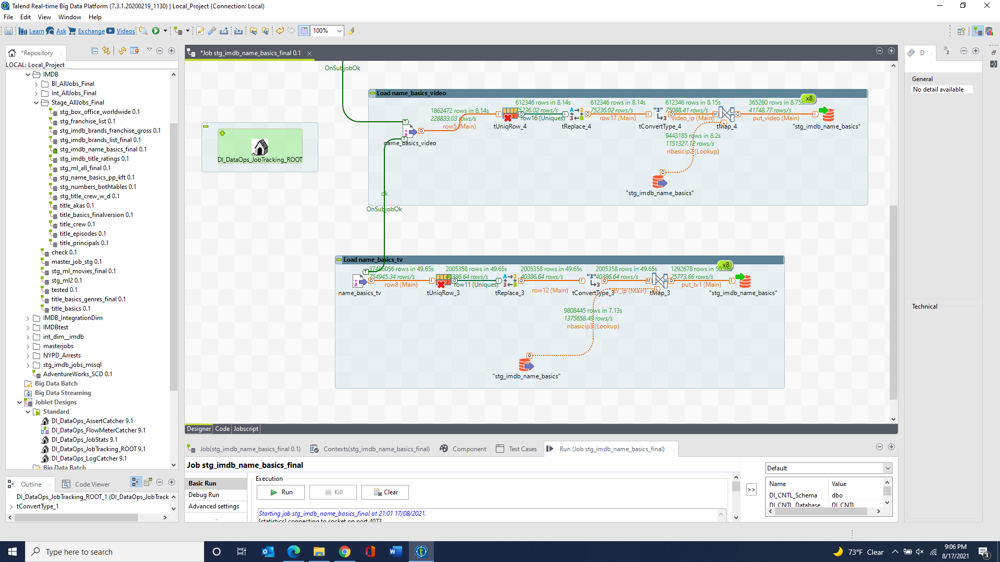 Talend Real-time Big Data Platform (7.3.1.20200219_1130) | Local_Project (Connection: Local)
File Edit View Window Help
Learn Ask Exchange Videos 100%
*Repository
LOCAL: Local_Project
IMDB
BI_AllJobs_Final
Int_AllJobs_Final
Stage_AllJobs_Final
stg_box_office_worldwide 0.1
stg_franchise_list 0.1
stg_imdb_brands_franchise_gross 0.1
stg_imdb_brands_list_final 0.1
stg_imdb_name_basics_final 0.1
stg_imdb_title_ratings 0.1
stg_ml_all_final 0.1
stg_name_basics_pp_kft 0.1
stg_numbers_bothtables 0.1
stg_title_crew_w_d 0.1
title_akas 0.1
title_basics_finalversion 0.1
title_crew 0.1
title_episodes 0.1
title_principals 0.1
check 0.1
master_job_stg 0.1
stg_ml_movies_final 0.1
stg_ml2 0.1
tested 0.1
title_basics_genres_final 0.1
title_basics 0.1
IMDB_IntegrationDim
IMDBtest
int_dim__imdb
masterjobs
NYPD_Arrests
stg_imdb_jobs_mssql
AdventureWorks_SCD 0.1
Big Data Batch
Big Data Streaming
Joblet Designs
Standard
DI_DataOps_AssertCatcher 9.1
DI_DataOps_FlowMeterCatcher 9.1
DI_DataOps_JobStats 9.1
DI_DataOps_JobTracking_ROOT 9.1
DI_DataOps_LogCatcher 9.1
Big Data Batch
Outline Code Viewer
DI_DataOps_JobTracking_ROOT_1 (DI_DataOps_JobTrack
tConvertType_1
*Job stg_imdb_name_basics_final 0.1
OnSubjobOk
DI_DataOps_JobTracking_ROOT
Load name_basics_video
x8
1862472 rows in 8.14s
228833.03 rows/s
row5 (Main)
612346 rows in 8.14s
75236.02 rows/s
row16 (Uniques)
612346 rows in 8.14s
75236.02 rows/s
row17 (Main)
612346 rows in 8.15s
75088.41 rows/s
video_ip (Main)
365260 rows in 8.75s
41748.77 rows/s
put_video (Main)
name_basics_video
tUniqRow_4
tReplace_4
tConvertType_4
tMap_4
"stg_imdb_name_basics"
9443185 rows in 8.2s
1151327.12 rows/s
nbasicip2 (Lookup)
"stg_imdb_name_basics"
ok
OnSubjobOk
Load name_basics_tv
x8
37486056 rows in 49.65s
754945.34 rows/s
row8 (Main)
2005358 rows in 49.65s
40386.64 rows/s
row11 (Uniques)
2005358 rows in 49.65s
40386.64 rows/s
row12 (Main)
2005358 rows in 49.65s
40386.64 rows/s
tv_ip (Main)
1292678 rows in
25773.66 rows/s
put_tv1 (Main)
name_basics_tv
tUniqRow_3
tReplace_3
tConvertType_3
tMap_3
"stg_imdb_name_basics"
9808445 rows in 7.13s
1375658.49 rows/s
nbasicip3 (Lookup)
"stg_imdb_name_basics"
Designer Code Jobscript
Job(stg_imdb_name_basics_final 0.1) Contexts(stg_imdb_name_basics_final) Component Test Cases Run (Job stg_imdb_name_basics_final)
Job stg_imdb_name_basics_final
Basic Run
Debug Run
Advanced settings
Execution
Run Kill Clear
Starting job stg_imdb_name_basics_final at 21:01 17/08/2021.
[statistics] connecting to socket on port 4073
>>
Default
Name Value
DI_CNTL_Schema dbo
DI_CNTL_Database DI_CNTL
D
2
General
No detail available
Technical
Type here to search
73°F Clear
9:06 PM
8/17/2021
3